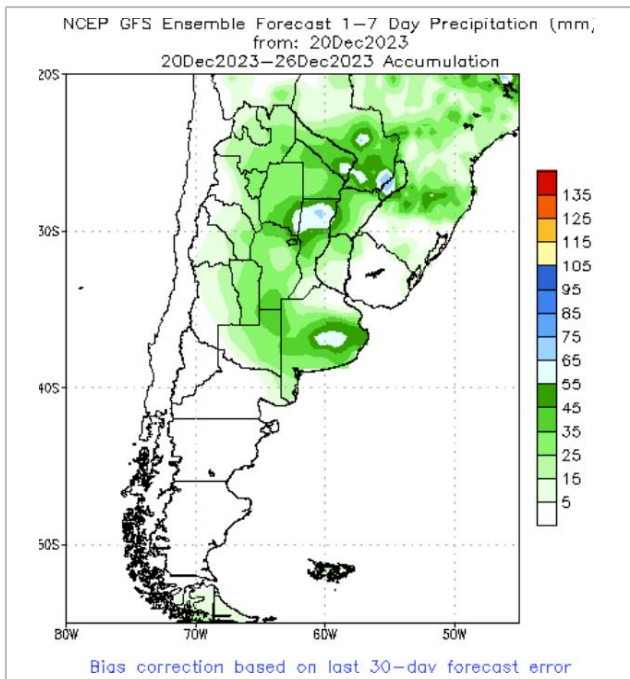 NCEP GFS Ensemble Forecast 1–7 Day Precipitation (mm)
from: 20Dec2023
20Dec2023–26Dec2023 Accumulation
20S
30S
40S
50S
80W
70W
60W
50W
135
125
115
105
95
85
75
65
55
45
35
25
15
5
Bias correction based on last 30–day forecast error